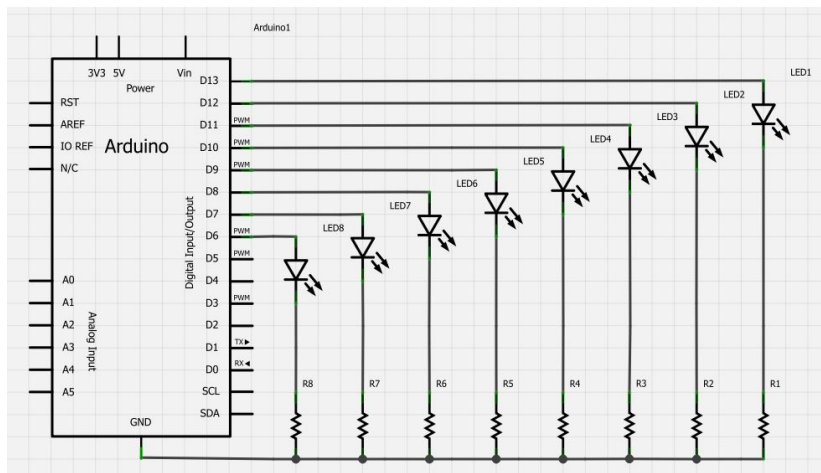 Arduino1
3V3 5V Vin
Power
RST
AREF
IO REF
N/C
Arduino
A0
A1
A2
A3
A4
A5
Analog Input
GND
Digital Input/Output
D13
D12
D11 PWM
D10 PWM
D9 PWM
D8
D7
D6 PWM
D5 PWM
D4
D3 PWM
D2
D1 TX
D0 RX
SCL
SDA
LED1
LED2
LED3
LED4
LED5
LED6
LED7
LED8
R8 R7 R6 R5 R4 R3 R2 R1